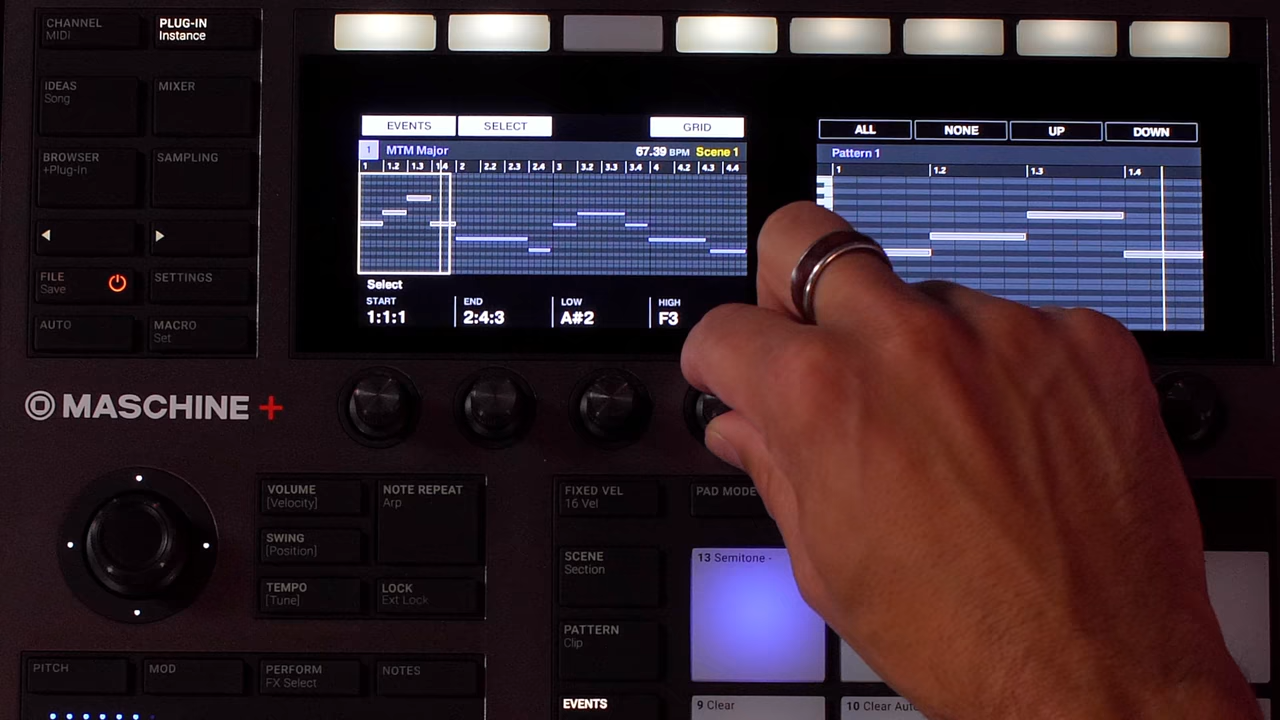 CHANNEL
MIDI
PLUG-IN
Instance
IDEAS
Song
MIXER
BROWSER
+Plug-in
SAMPLING
FILE
Save
SETTINGS
AUTO
MACRO
Set
MASCHINE +
EVENTS
SELECT
GRID
1
MTM Major
67.39 BPM
Scene 1
1 1.2 1.3 1.4 2 2.2 2.3 2.4 3 3.2 3.3 3.4 4 4.2 4.3 4.4
Select
START
END
LOW
HIGH
1:1:1
2:4:3
A#2
F3
ALL
NONE
UP
DOWN
Pattern 1
1 1.2 1.3 1.4
VOLUME
[Velocity]
NOTE REPEAT
Arp
SWING
[Position]
TEMPO
[Tune]
LOCK
Ext Lock
PITCH
MOD
PERFORM
FX Select
NOTES
FIXED VEL
16 Vel
PAD MODE
SCENE
Section
PATTERN
Clip
EVENTS
13 Semitone -
9 Clear
10 Clear Auto